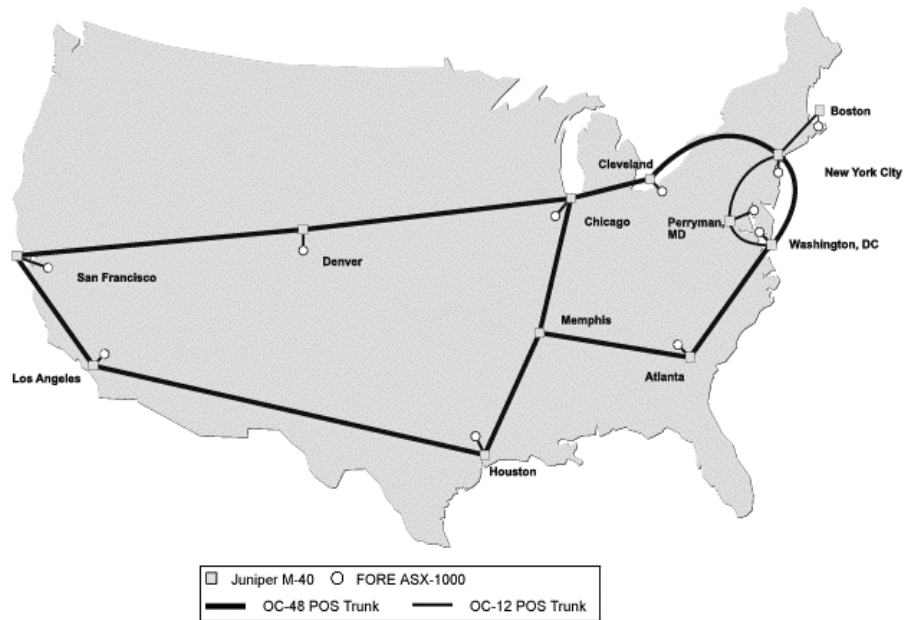 Boston
Cleveland
New York City
Chicago
Perryman,
MD
Washington, DC
San Francisco
Denver
Memphis
Los Angeles
Atlanta
Houston
Juniper M-40 FORE ASX-1000
OC-48 POS Trunk OC-12 POS Trunk